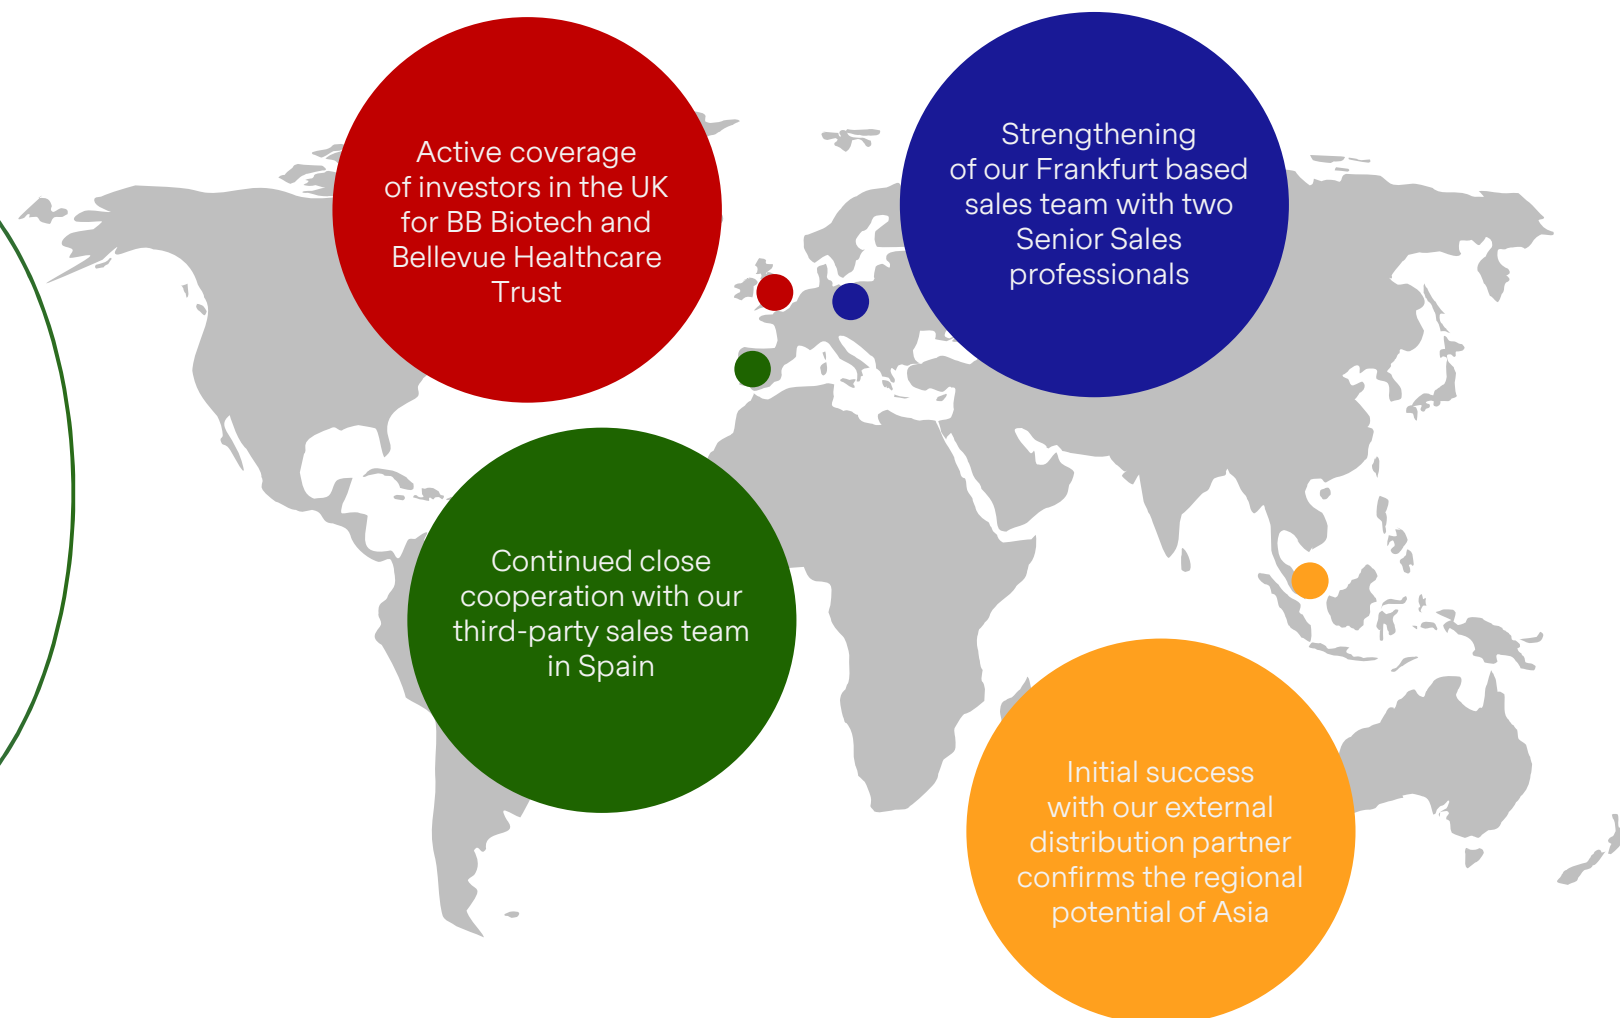 Active coverage
of investors in the UK
for BB Biotech and
Bellevue Healthcare
Trust
Strengthening
of our Frankfurt based
sales team with two
Senior Sales
professionals
Continued close
cooperation with our
third-party sales team
in Spain
Initial success
with our external
distribution partner
confirms the regional
potential of Asia